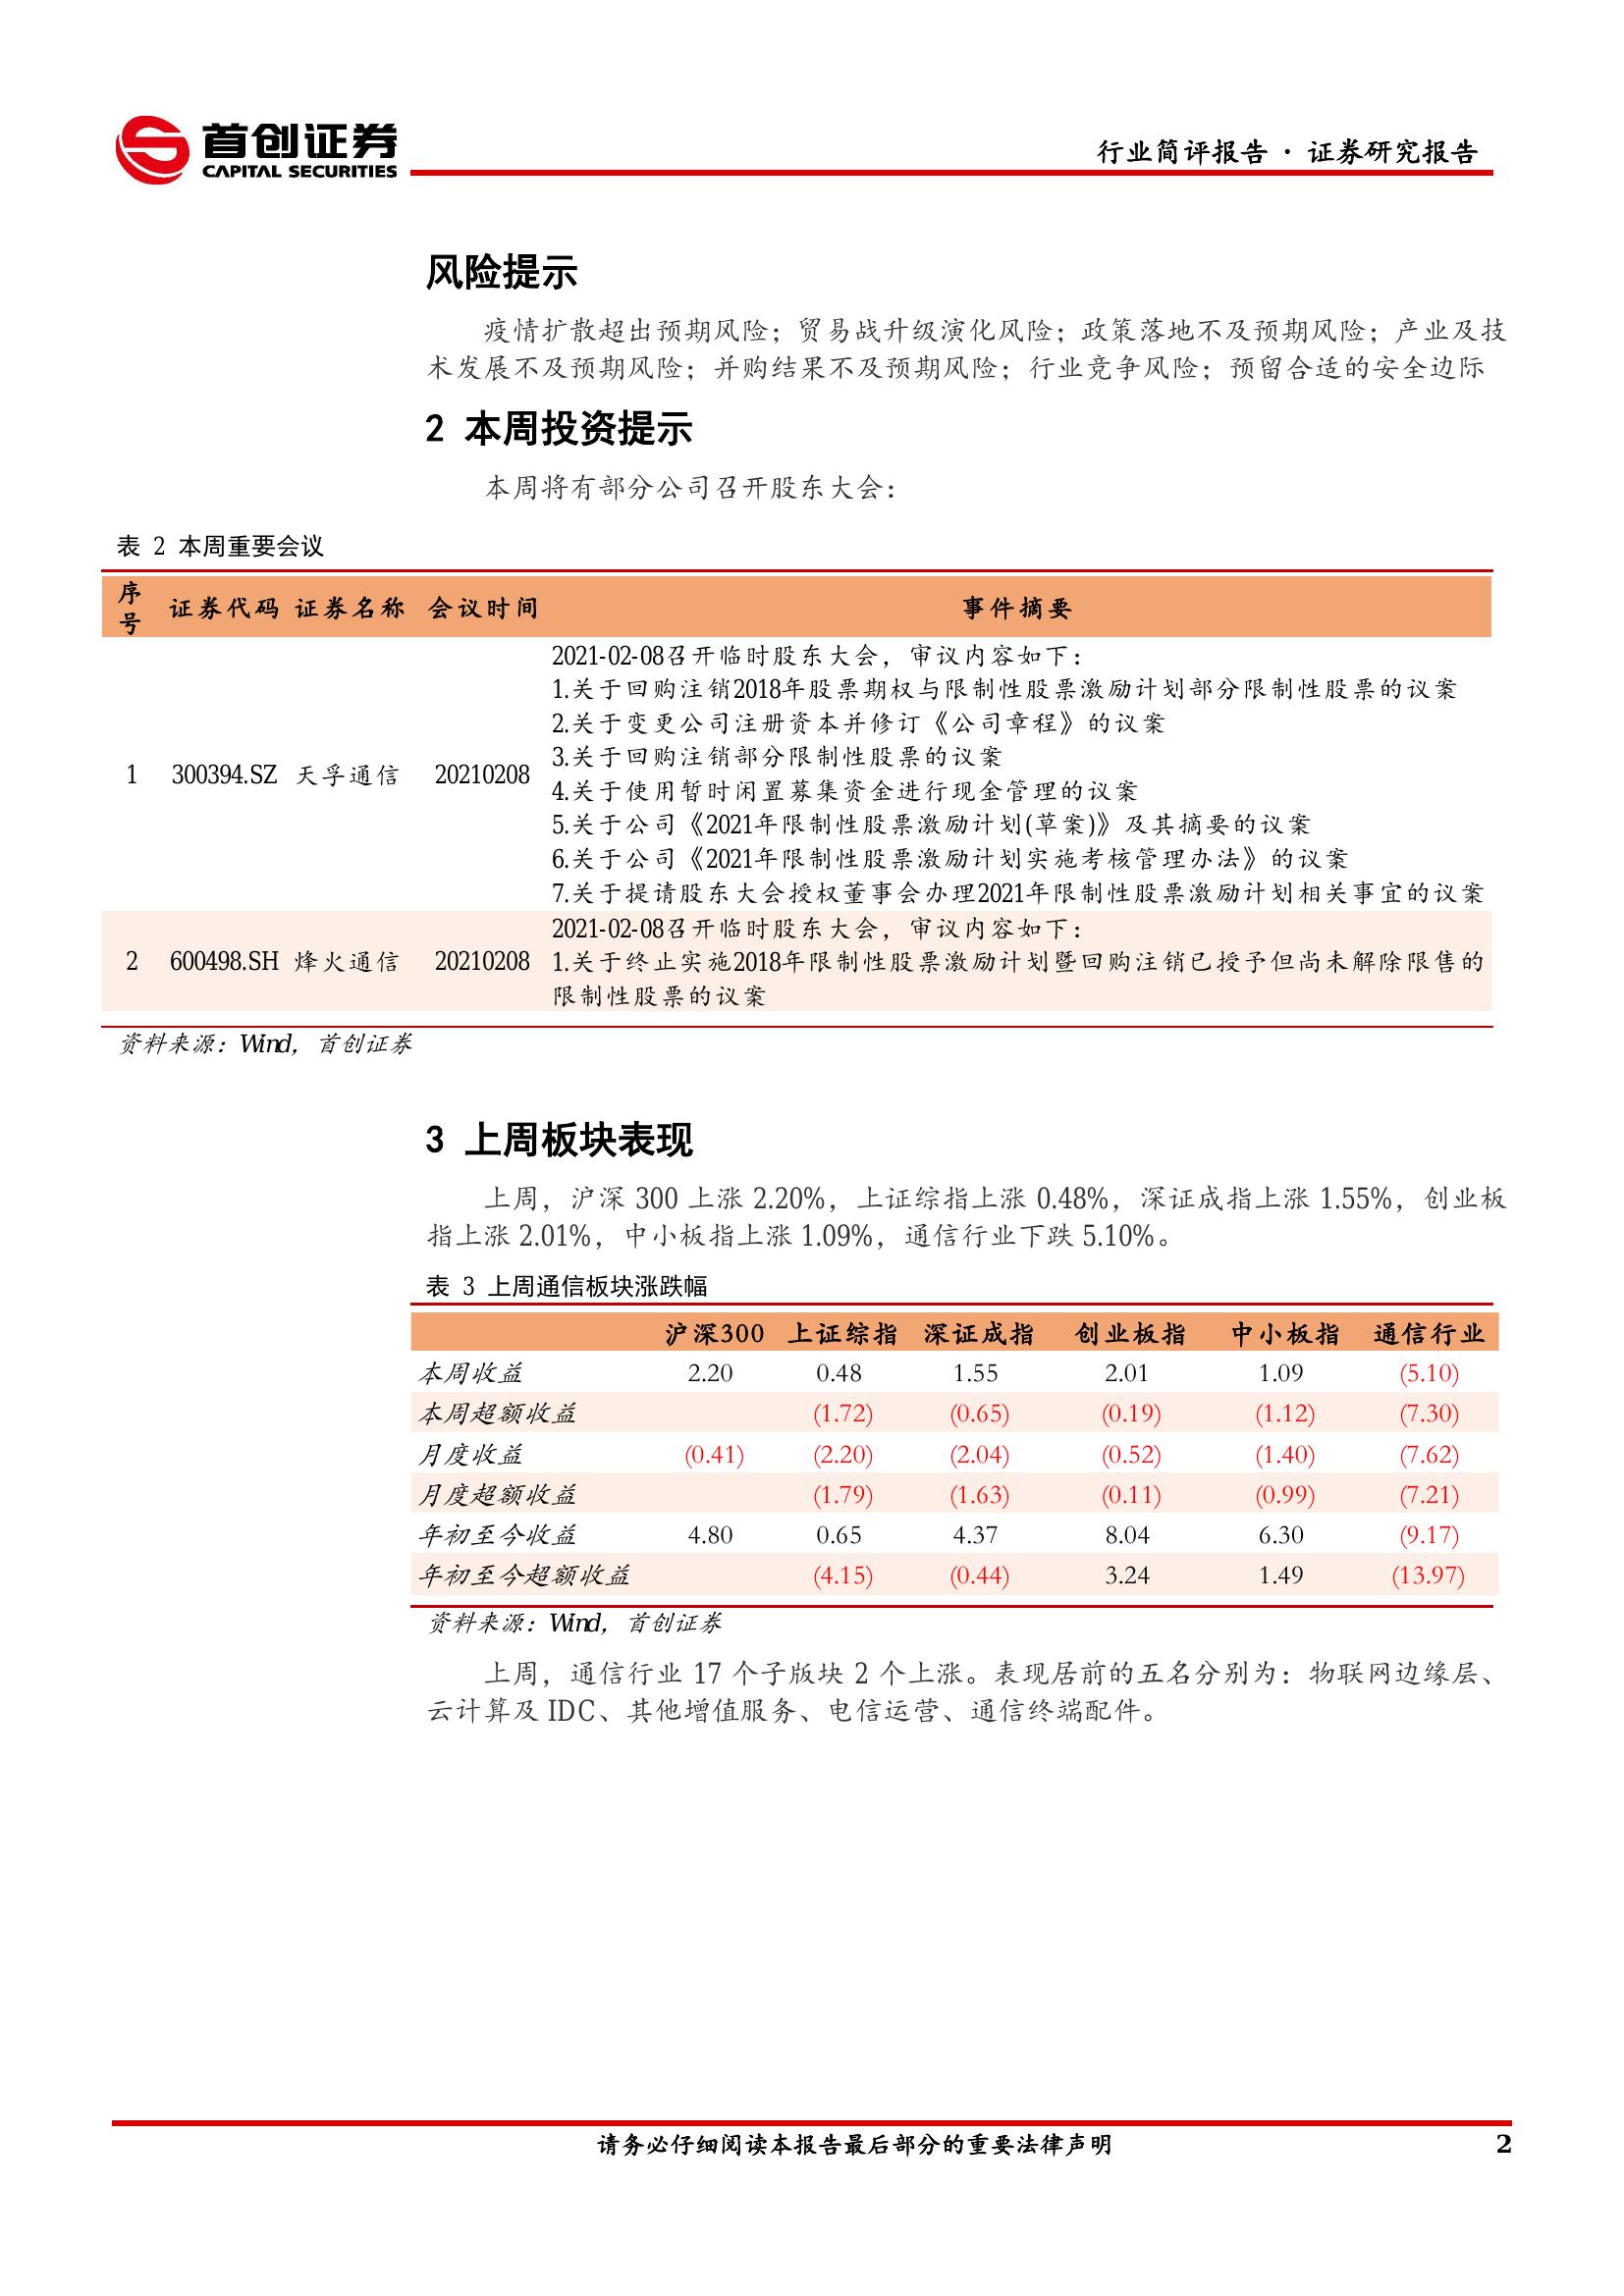 首创证券
CAPITAL SECURITIES
行业简评报告·证券研究报告
风险提示
疫情扩散超出预期风险；贸易战升级演化风险；政策落地不及预期风险；产业及技
术发展不及预期风险；并购结果不及预期风险；行业竞争风险；预留合适的安全边际
2 本周投资提示
本周将有部分公司召开股东大会：
表 2 本周重要会议
序号 证券代码 证券名称 会议时间 事件摘要
2021-02-08召开临时股东大会，审议内容如下：
1.关于回购注销2018年股票期权与限制性股票激励计划部分限制性股票的议案
2.关于变更公司注册资本并修订《公司章程》的议案
3.关于回购注销部分限制性股票的议案
1 300394.SZ 天孚通信 20210208
4.关于使用暂时闲置募集资金进行现金管理的议案
5.关于公司《2021年限制性股票激励计划(草案)》及其摘要的议案
6.关于公司《2021年限制性股票激励计划实施考核管理办法》的议案
7.关于提请股东大会授权董事会办理2021年限制性股票激励计划相关事宜的议案
2021-02-08召开临时股东大会，审议内容如下：
2 600498.SH 烽火通信 20210208 1.关于终止实施2018年限制性股票激励计划暨回购注销已授予但尚未解除限售的
限制性股票的议案
资料来源：Wind，首创证券
3 上周板块表现
上周，沪深 300 上涨 2.20%，上证综指上涨 0.48%，深证成指上涨 1.55%，创业板
指上涨 2.01%，中小板指上涨 1.09%，通信行业下跌 5.10%。
表 3 上周通信板块涨跌幅
沪深300 上证综指 深证成指 创业板指 中小板指 通信行业
本周收益 2.20 0.48 1.55 2.01 1.09 (5.10)
本周超额收益 (1.72) (0.65) (0.19) (1.12) (7.30)
月度收益 (0.41) (2.20) (2.04) (0.52) (1.40) (7.62)
月度超额收益 (1.79) (1.63) (0.11) (0.99) (7.21)
年初至今收益 4.80 0.65 4.37 8.04 6.30 (9.17)
年初至今超额收益 (4.15) (0.44) 3.24 1.49 (13.97)
资料来源：Wind，首创证券
上周，通信行业 17 个子版块 2 个上涨。表现居前的五名分别为：物联网边缘层、
云计算及 IDC、其他增值服务、电信运营、通信终端配件。
请务必仔细阅读本报告最后部分的重要法律声明
2